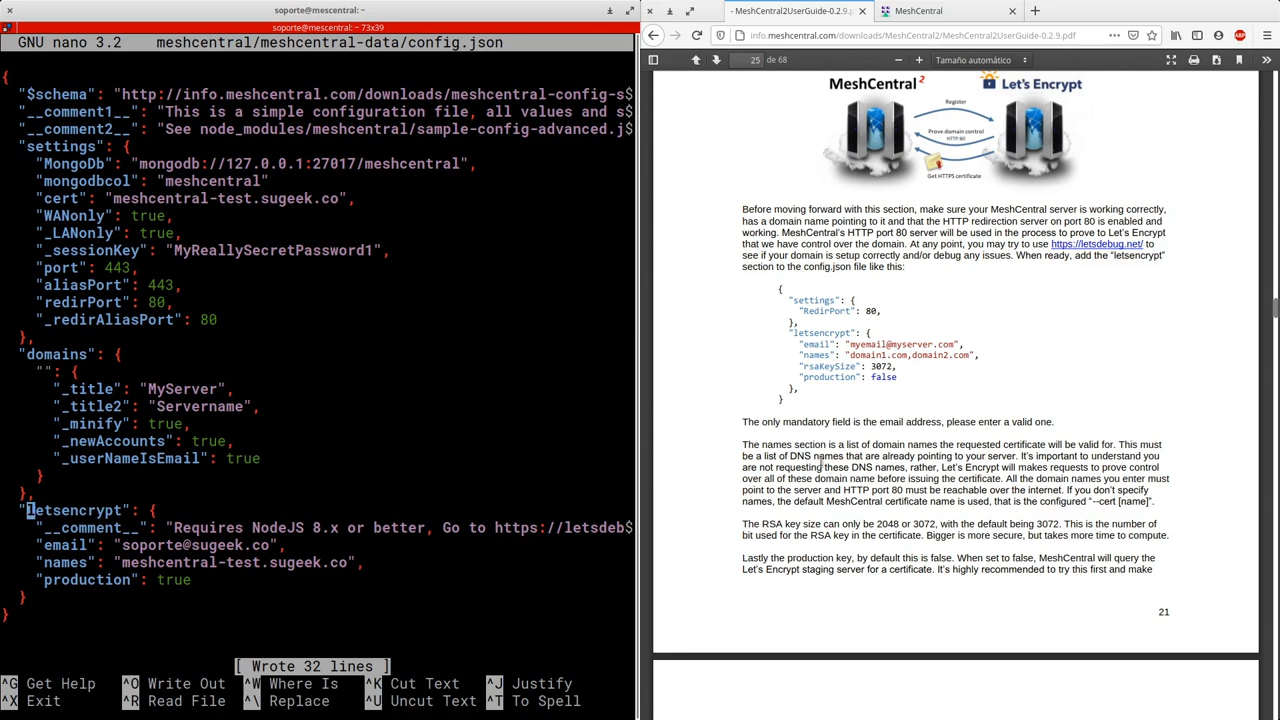 soporte@mescentral: ~
soporte@mescentral: ~ 73x39
GNU nano 3.2 meshcentral/meshcentral-data/config.json
{
"$schema": "http://info.meshcentral.com/downloads/meshcentral-config-s$
"__comment1__": "This is a simple configuration file, all values and s$
"__comment2__": "See node_modules/meshcentral/sample-config-advanced.j$
"settings": {
"MongoDb": "mongodb://127.0.0.1:27017/meshcentral",
"mongodbcol": "meshcentral"
"cert": "meshcentral-test.sugeek.co",
"WANonly": true,
"_LANonly": true,
"_sessionKey": "MyReallySecretPassword1",
"port": 443,
"aliasPort": 443,
"redirPort": 80,
"_redirAliasPort": 80
},
"domains": {
"": {
"_title": "MyServer",
"_title2": "Servername",
"_minify": true,
"_newAccounts": true,
"_userNameIsEmail": true
}
},
"letsencrypt": {
"__comment__": "Requires NodeJS 8.x or better, Go to https://letsdeb$
"email": "soporte@sugeek.co",
"names": "meshcentral-test.sugeek.co",
"production": true
}
}
[ Wrote 32 lines ]
^G Get Help ^O Write Out ^W Where Is ^K Cut Text ^J Justify
^X Exit ^R Read File ^\ Replace ^U Uncut Text ^T To Spell
- MeshCentral2UserGuide-0.2.9.p
MeshCentral
info.meshcentral.com/downloads/MeshCentral2/MeshCentral2UserGuide-0.2.9.pdf
ABP
25 de 68
Tamaño automático
MeshCentral2
Let's Encrypt
Register
Prove domain control
HTTP 80
Get HTTPS certificate
Before moving forward with this section, make sure your MeshCentral server is working correctly,
has a domain name pointing to it and that the HTTP redirection server on port 80 is enabled and
working. MeshCentral's HTTP port 80 server will be used in the process to prove to Let's Encrypt
that we have control over the domain. At any point, you may try to use https://letsdebug.net/ to
see if your domain is setup correctly and/or debug any issues. When ready, add the "letsencrypt"
section to the config.json file like this:
{
"settings": {
"RedirPort": 80,
},
"letsencrypt": {
"email": "myemail@myserver.com",
"names": "domain1.com,domain2.com",
"rsaKeySize": 3072,
"production": false
},
}
The only mandatory field is the email address, please enter a valid one.
The names section is a list of domain names the requested certificate will be valid for. This must
be a list of DNS names that are already pointing to your server. It's important to understand you
are not requesting these DNS names, rather, Let's Encrypt will makes requests to prove control
over all of these domain name before issuing the certificate. All the domain names you enter must
point to the server and HTTP port 80 must be reachable over the internet. If you don't specify
names, the default MeshCentral certificate name is used, that is the configured "--cert [name]".
The RSA key size can only be 2048 or 3072, with the default being 3072. This is the number of
bit used for the RSA key in the certificate. Bigger is more secure, but takes more time to compute.
Lastly the production key, by default this is false. When set to false, MeshCentral will query the
Let's Encrypt staging server for a certificate. It's highly recommended to try this first and make
21